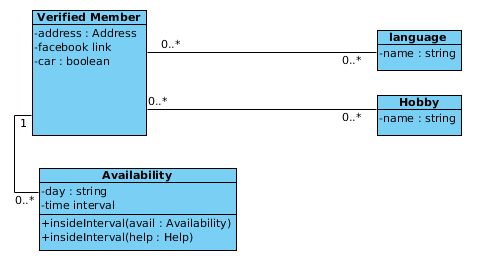 Verified Member
-address : Address
-facebook link
-car : boolean
0..*
0..*
language
-name : string
0..*
0..*
Hobby
-name : string
1
0..*
Availability
-day : string
-time interval
+insideInterval(avail : Availability)
+insideInterval(help : Help)